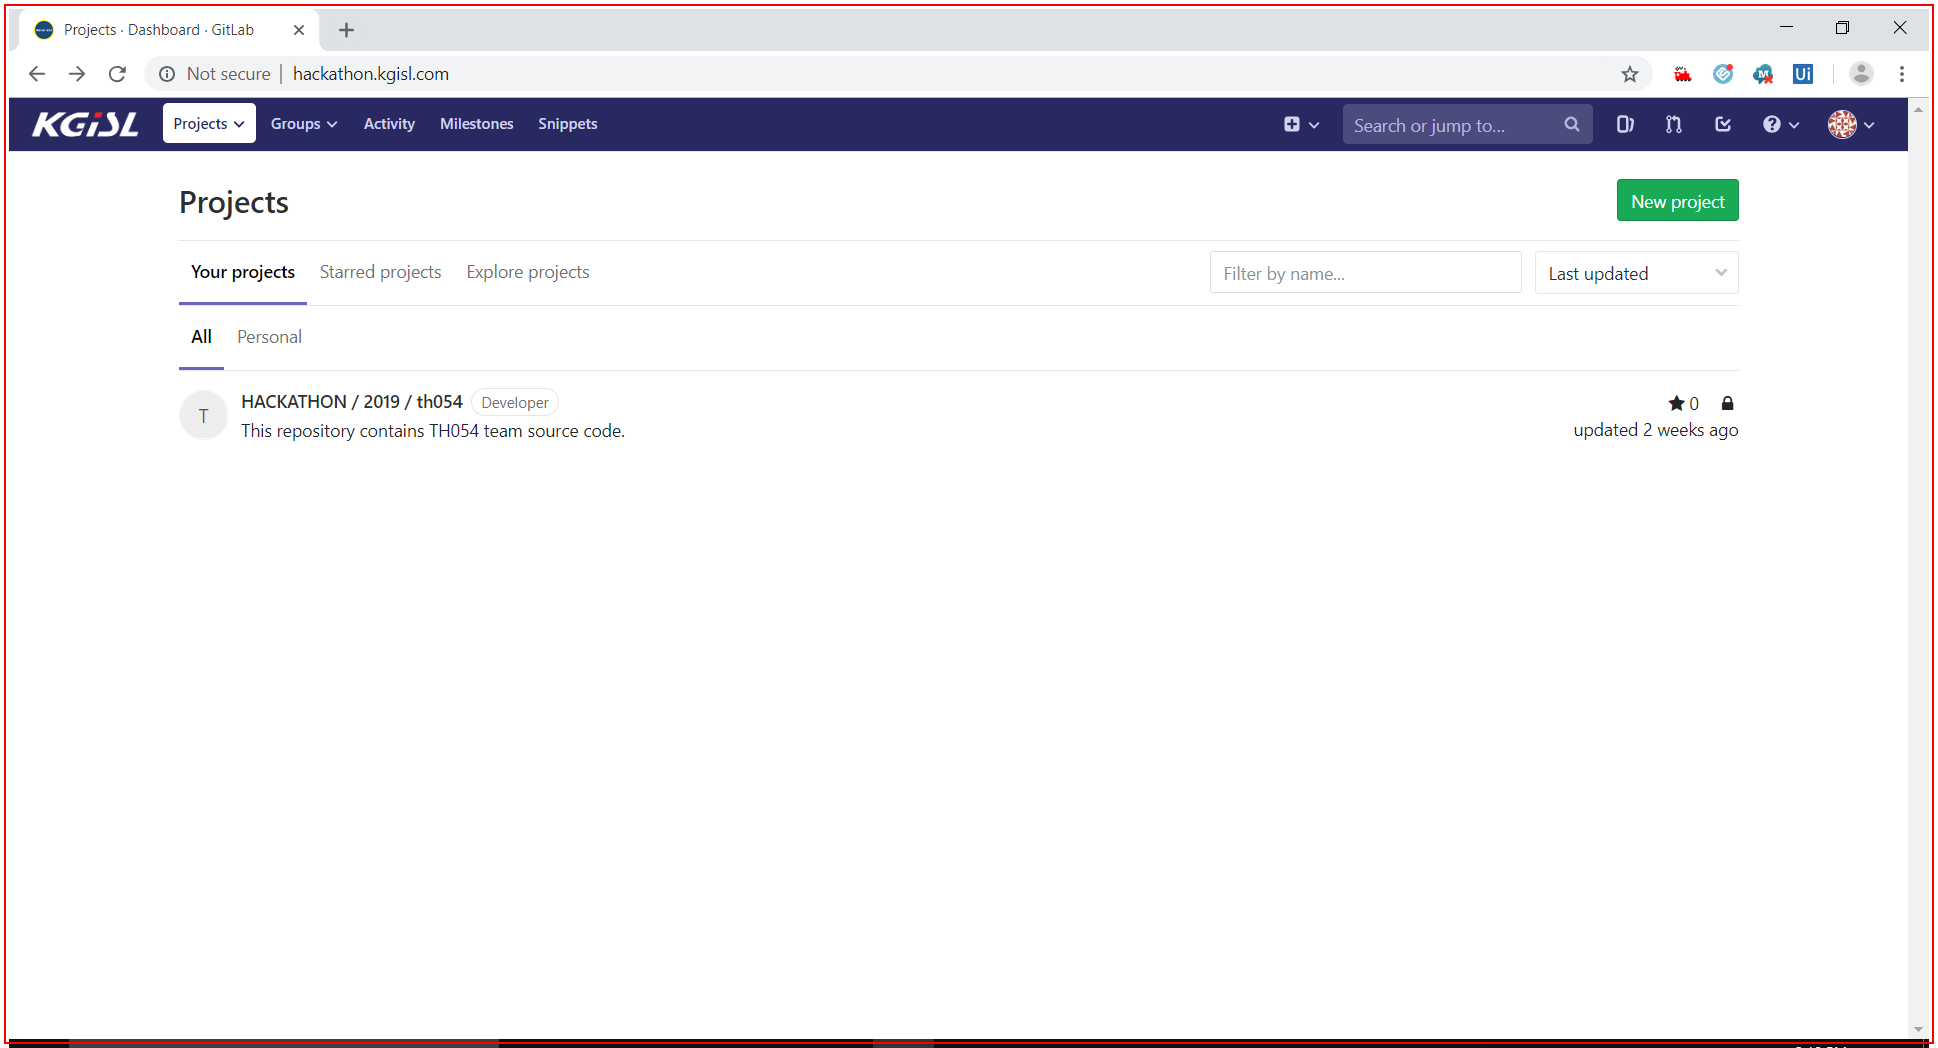 Projects · Dashboard · GitLab
Not secure | hackathon.kgisl.com
M
Ui
KGiSL Projects Groups Activity Milestones Snippets
Search or jump to...
Projects
New project
Your projects Starred projects Explore projects
Filter by name...
Last updated
All Personal
T
HACKATHON / 2019 / th054 Developer
This repository contains TH054 team source code.
0
updated 2 weeks ago